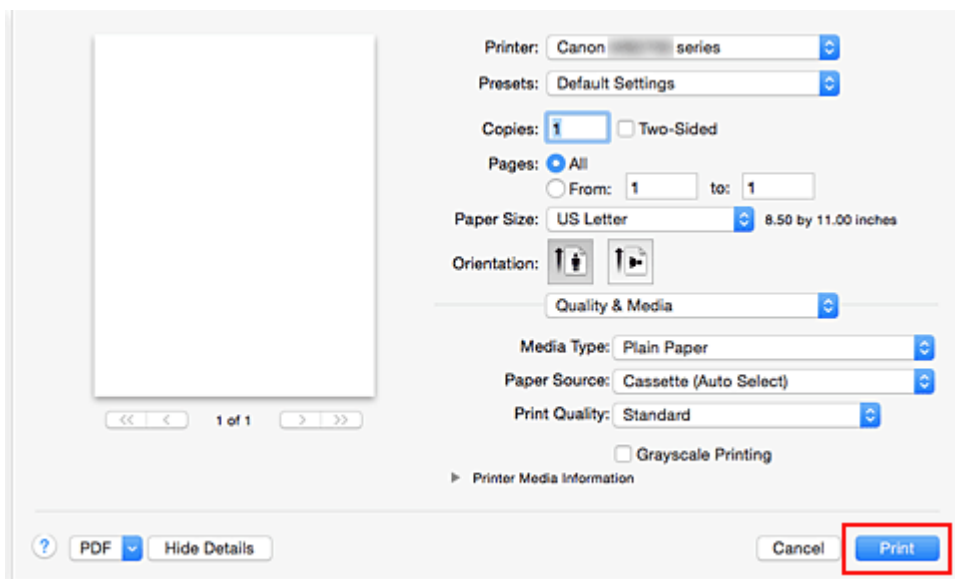 Printer: Canon series
Presets: Default Settings
Copies: 1 Two-Sided
Pages: All
From: 1 to: 1
Paper Size: US Letter 8.50 by 11.00 inches
Orientation:
Quality & Media
Media Type: Plain Paper
Paper Source: Cassette (Auto Select)
Print Quality: Standard
Grayscale Printing
Printer Media Information
<< < 1 of 1 > >>
? PDF Hide Details Cancel Print